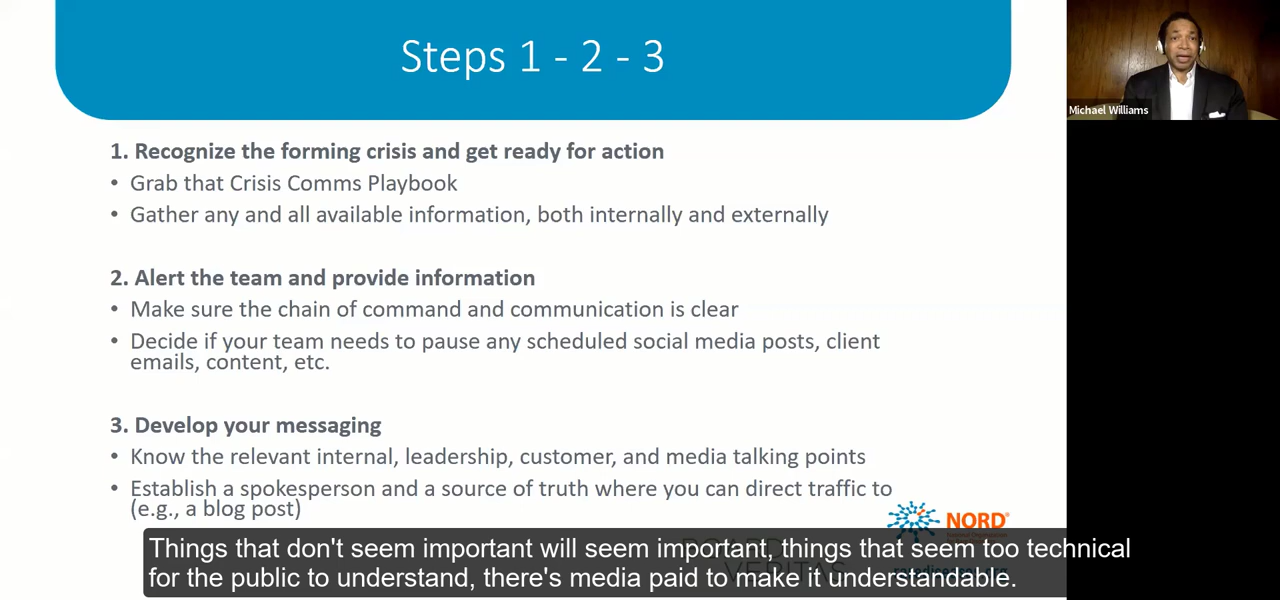 Steps 1 - 2 - 3
Michael Williams
1. Recognize the forming crisis and get ready for action
• Grab that Crisis Comms Playbook
• Gather any and all available information, both internally and externally
2. Alert the team and provide information
• Make sure the chain of command and communication is clear
• Decide if your team needs to pause any scheduled social media posts, client
emails, content, etc.
3. Develop your messaging
• Know the relevant internal, leadership, customer, and media talking points
• Establish a spokesperson and a source of truth where you can direct traffic to
(e.g., a blog post)
NORD®
Things that don't seem important will seem important, things that seem too technical
for the public to understand, there's media paid to make it understandable.